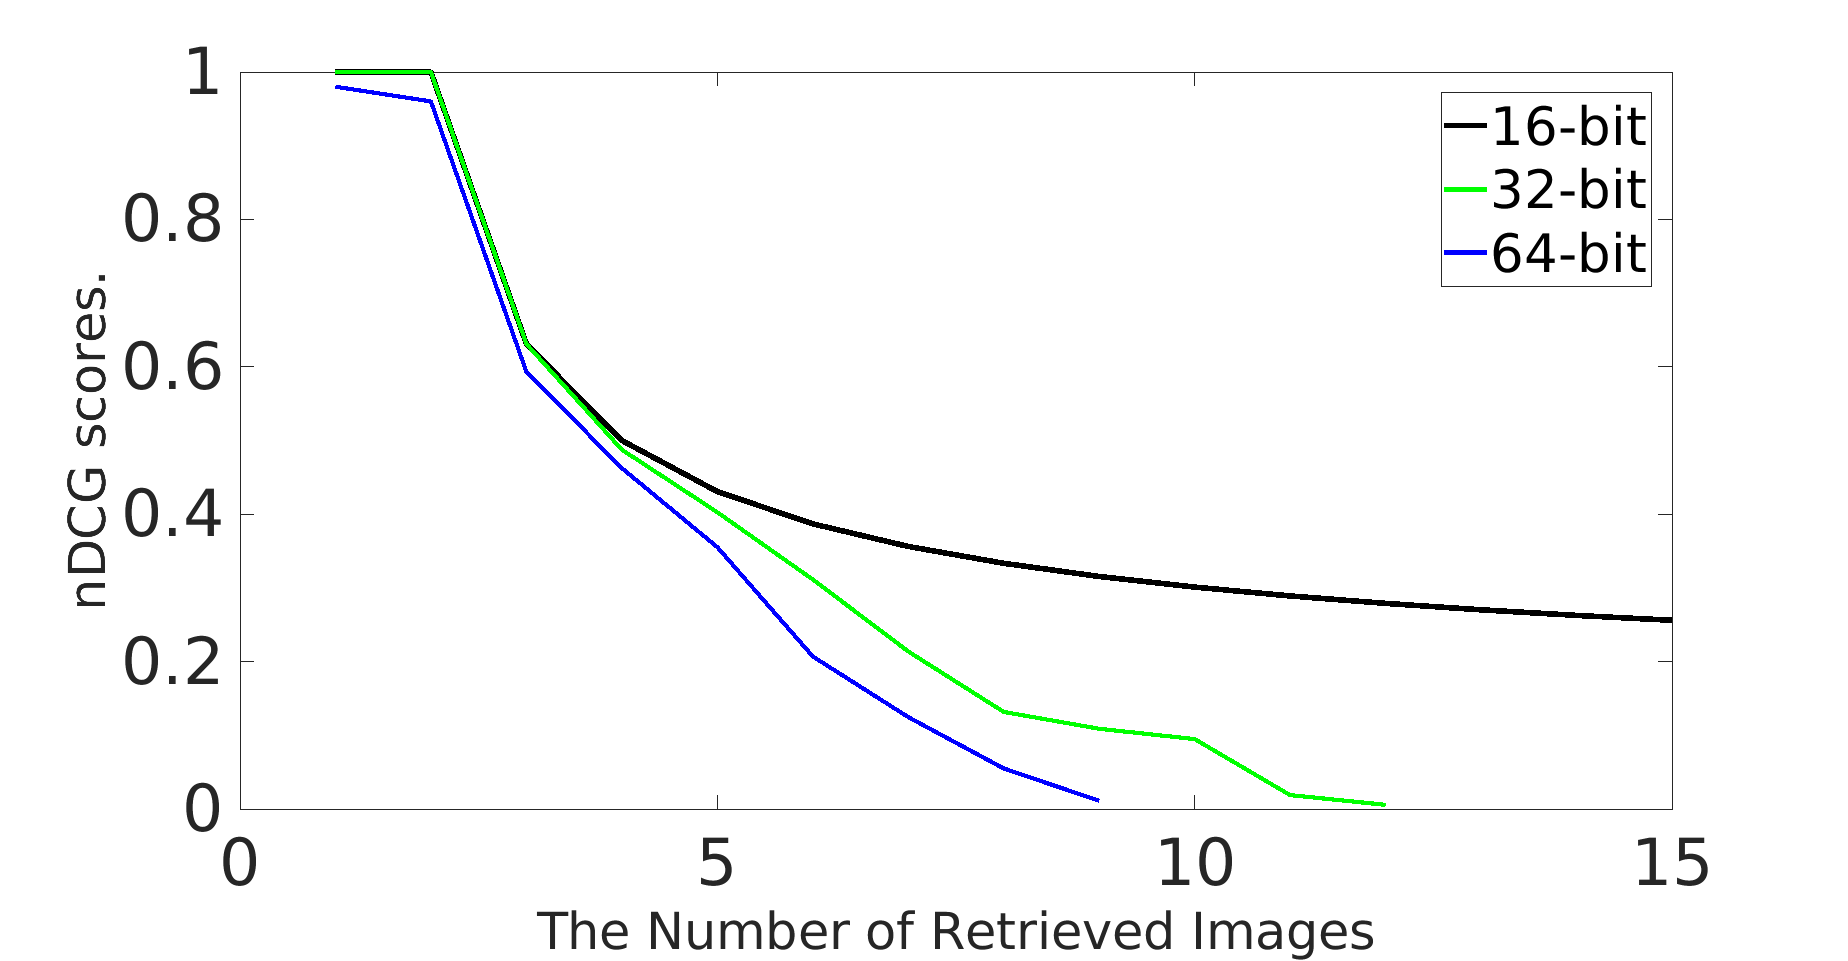 nDCG scores.
1
0.8
0.6
0.4
0.2
0
0 5 10 15
The Number of Retrieved Images
16-bit
32-bit
64-bit